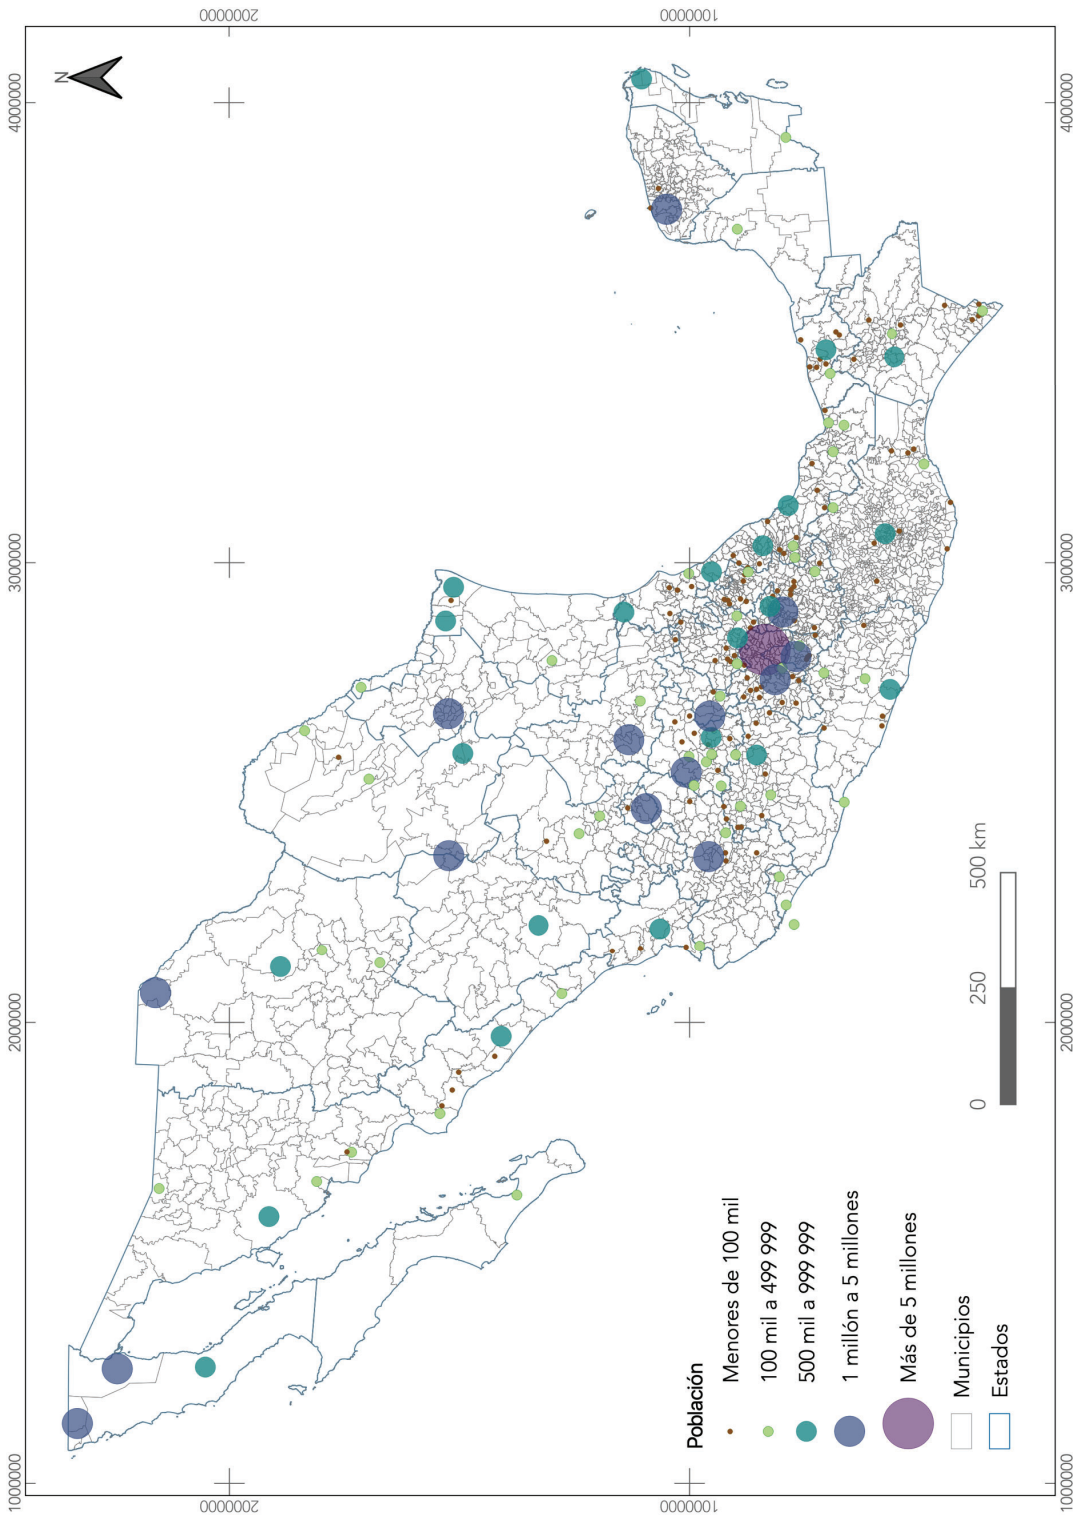 1000000
2000000
3000000
4000000
N
2000000
2000000
1000000
1000000
Población
Menores de 100 mil
100 mil a 499 999
500 mil a 999 999
1 millón a 5 millones
Más de 5 millones
Municipios
Estados
0 250 500 km
1000000
2000000
3000000
4000000